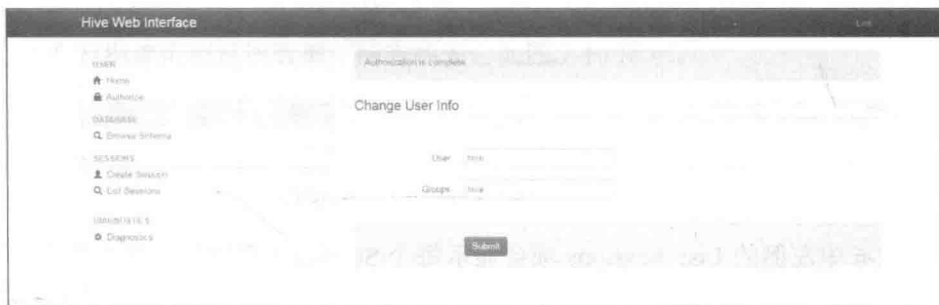 Hive Web Interface
USER
Home
Authorize
DATABASE
Browse Schema
SESSIONS
Create Session
List Sessions
DIAGNOSTICS
Diagnostics
Authorization is complete.
Change User Info
User hive
Groups hive
Submit